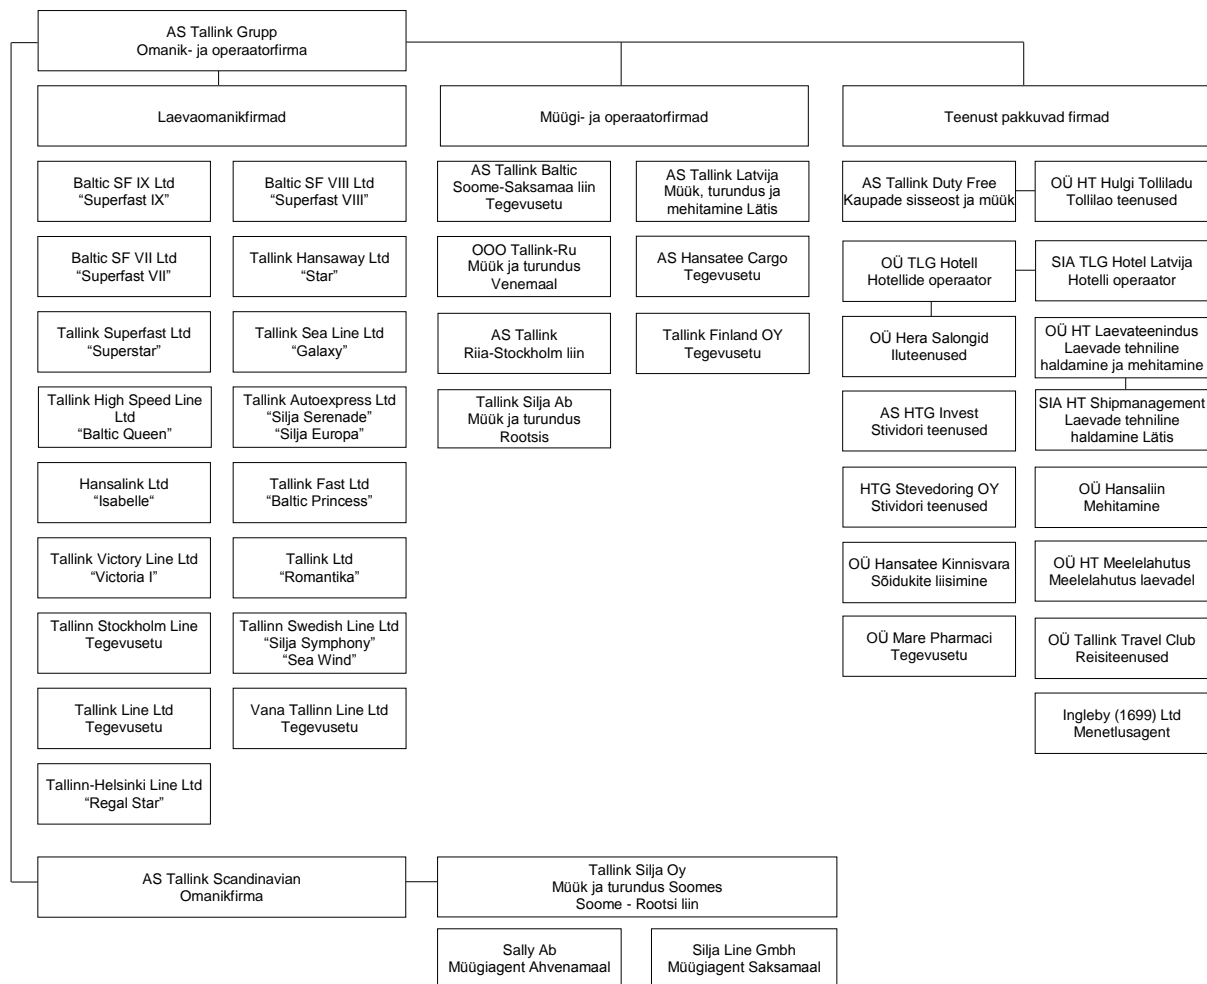 AS Tallink Grupp
Omanik- ja operaatorfirma
Laevaomanikfirmad
Müügi- ja operaatorfirmad
Teenust pakkuvad firmad
Baltic SF IX Ltd
“Superfast IX”
Baltic SF VIII Ltd
“Superfast VIII”
Baltic SF VII Ltd
“Superfast VII”
Tallink Hansaway Ltd
“Star”
Tallink Superfast Ltd
“Superstar”
Tallink Sea Line Ltd
“Galaxy”
Tallink High Speed Line
Ltd
“Baltic Queen”
Tallink Autoexpress Ltd
“Silja Serenade”
“Silja Europa”
Hansalink Ltd
“Isabelle“
Tallink Fast Ltd
“Baltic Princess”
Tallink Victory Line Ltd
“Victoria I”
Tallink Ltd
“Romantika”
Tallinn Stockholm Line
Tegevusetu
Tallinn Swedish Line Ltd
“Silja Symphony”
“Sea Wind”
Tallink Line Ltd
Tegevusetu
Vana Tallinn Line Ltd
Tegevusetu
Tallinn-Helsinki Line Ltd
“Regal Star”
AS Tallink Baltic
Soome-Saksamaa liin
Tegevusetu
AS Tallink Latvija
Müük, turundus ja
mehitamine Lätis
OOO Tallink-Ru
Müük ja turundus
Venemaal
AS Hansatee Cargo
Tegevusetu
AS Tallink
Riia-Stockholm liin
Tallink Finland OY
Tegevusetu
Tallink Silja Ab
Müük ja turundus
Rootsis
AS Tallink Duty Free
Kaupade sisseost ja müük
OÜ HT Hulgi Tolliladu
Tollilao teenused
OÜ TLG Hotell
Hotellide operaator
SIA TLG Hotel Latvija
Hotelli operaator
OÜ Hera Salongid
Iluteenused
OÜ HT Laevateenindus
Laevade tehniline
haldamine ja mehitamine
AS HTG Invest
Stividori teenused
SIA HT Shipmanagement
Laevade tehniline
haldamine Lätis
HTG Stevedoring OY
Stividori teenused
OÜ Hansaliin
Mehitamine
OÜ Hansatee Kinnisvara
Sõidukite liisimine
OÜ HT Meelelahutus
Meelelahutus laevadel
OÜ Mare Pharmaci
Tegevusetu
OÜ Tallink Travel Club
Reisiteenused
Ingleby (1699) Ltd
Menetlusagent
AS Tallink Scandinavian
Omanikfirma
Tallink Silja Oy
Müük ja turundus Soomes
Soome - Rootsi liin
Sally Ab
Müügiagent Ahvenamaal
Silja Line Gmbh
Müügiagent Saksamaal